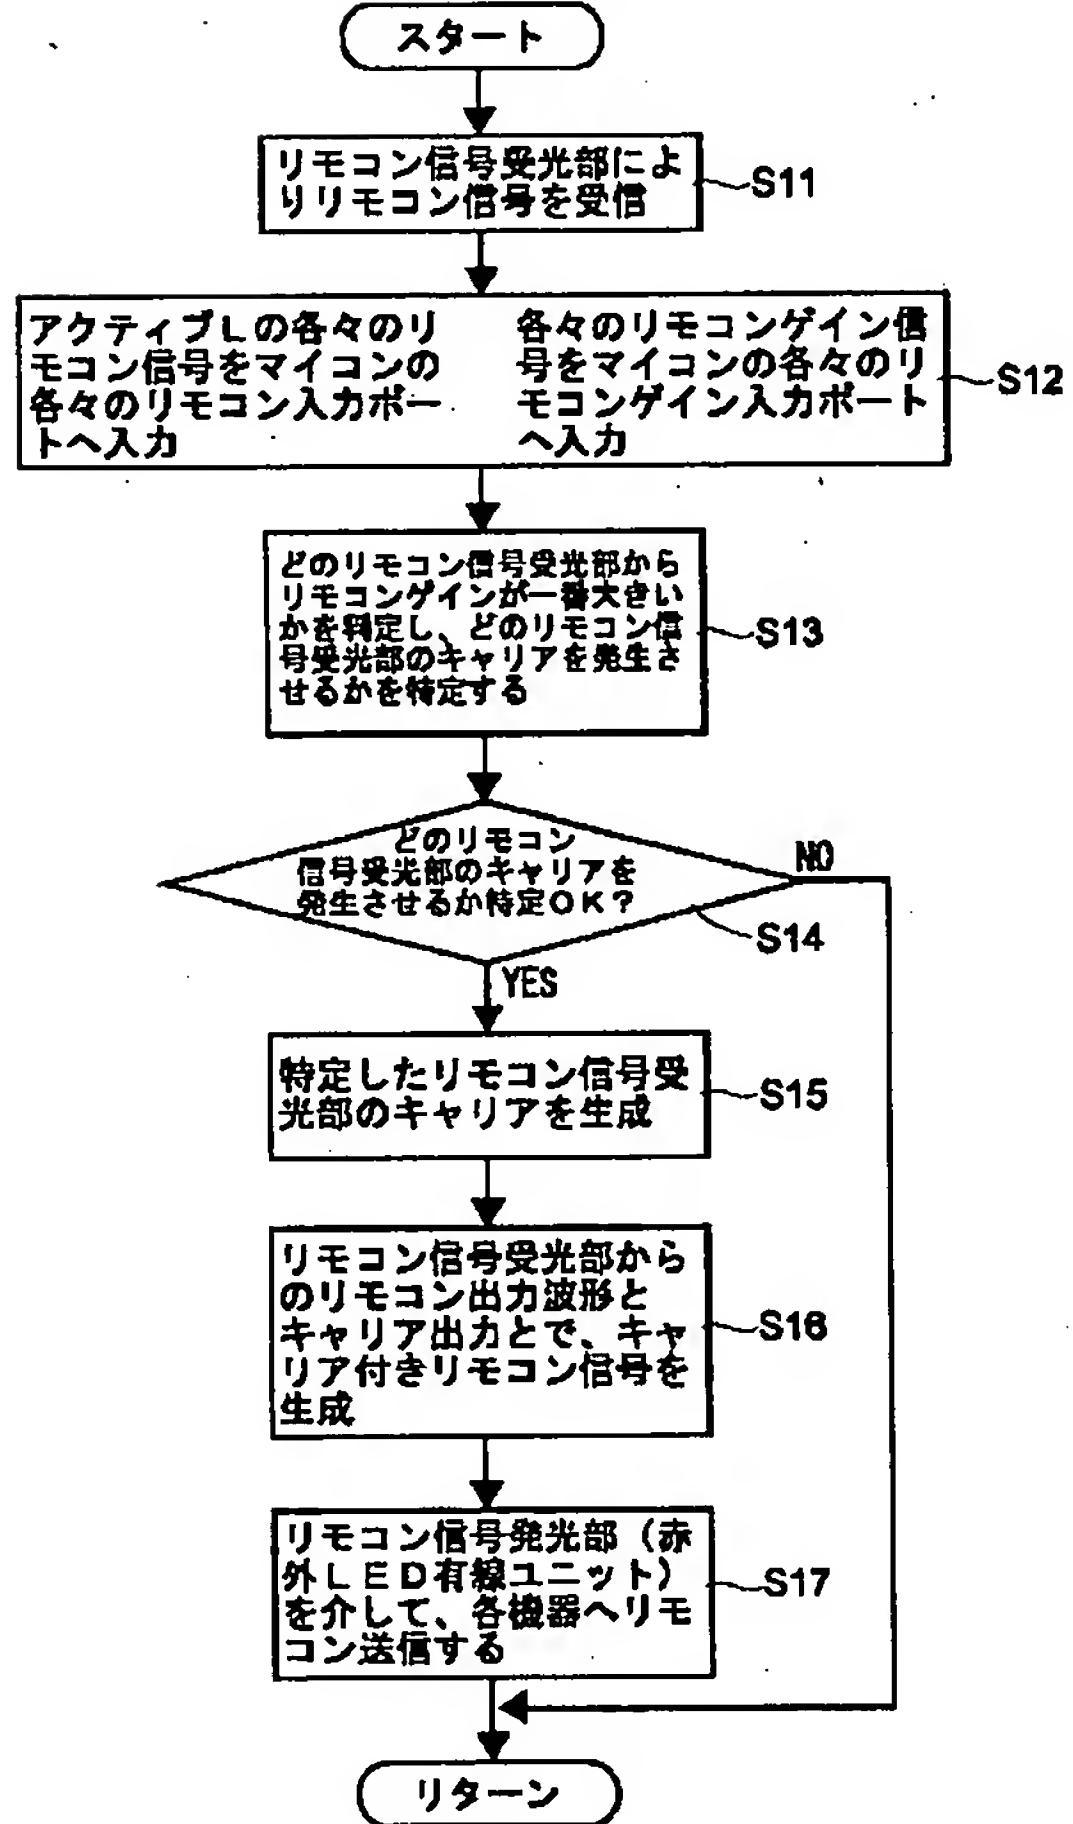 スタート
リモコン信号受光部によ
りリモコン信号を受信
S11
アクティブLの各々のリ
モコン信号をマイコンの
各々のリモコン入力ポー
トへ入力
各々のリモコンゲイン信
号をマイコンの各々のリ
モコンゲイン入力ポート
へ入力
S12
どのリモコン信号受光部から
リモコンゲインが一番大きい
かを判定し、どのリモコン信
号受光部のキャリアを発生さ
せるかを特定する
S13
どのリモコン
信号受光部のキャリアを
発生させるか特定OK?
NO
S14
YES
特定したリモコン信号受
光部のキャリアを生成
S15
リモコン信号受光部から
のリモコン出力波形と
キャリア出力とで、キャ
リア付きリモコン信号を
生成
S16
リモコン信号発光部(赤
外LED有線ユニット)
を介して、各機器へリモ
コン送信する
S17
リターン